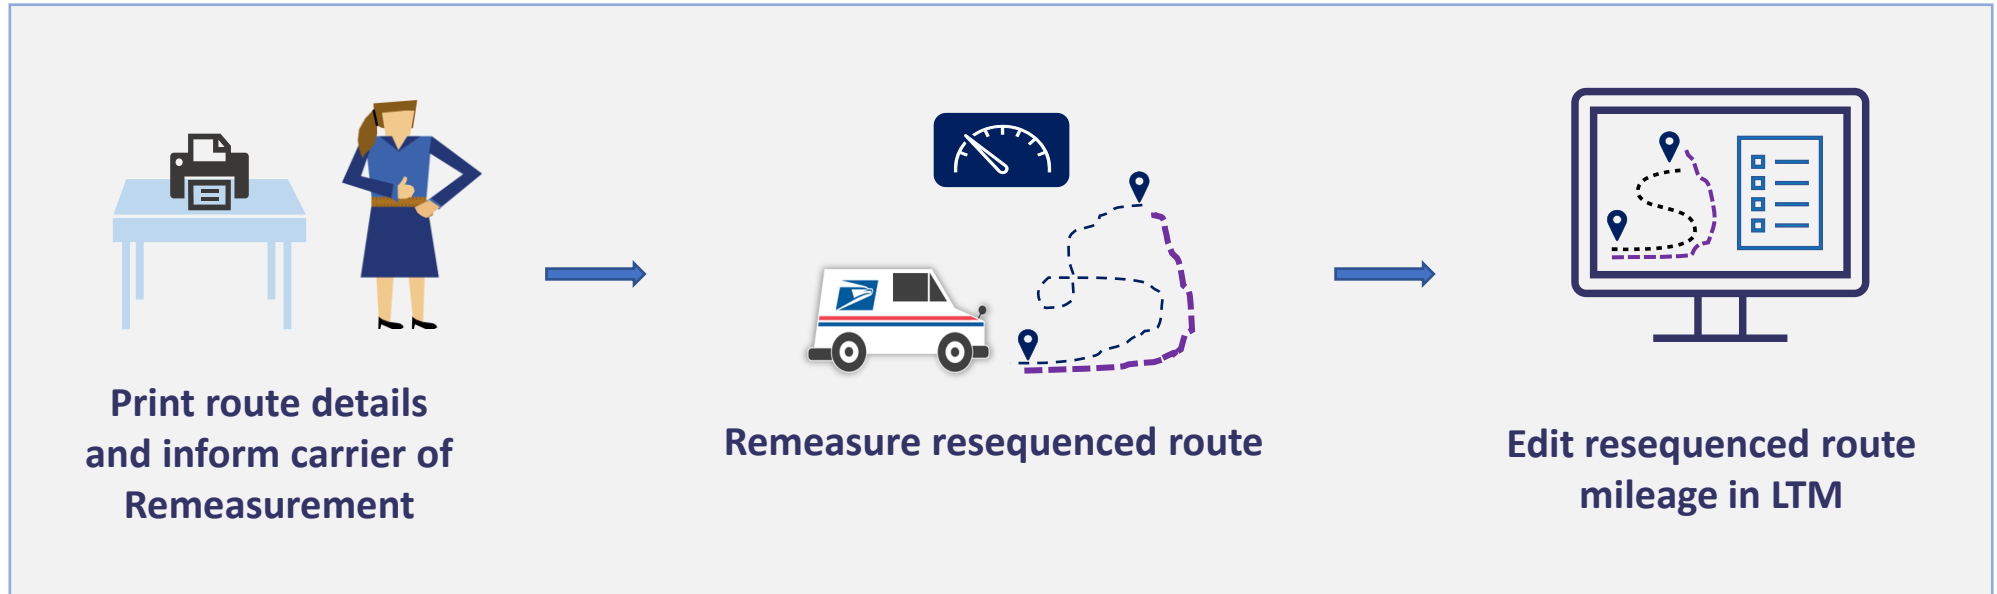 Print route details
and inform carrier of
Remeasurement
Remeasure resequenced route
Edit resequenced route
mileage in LTM